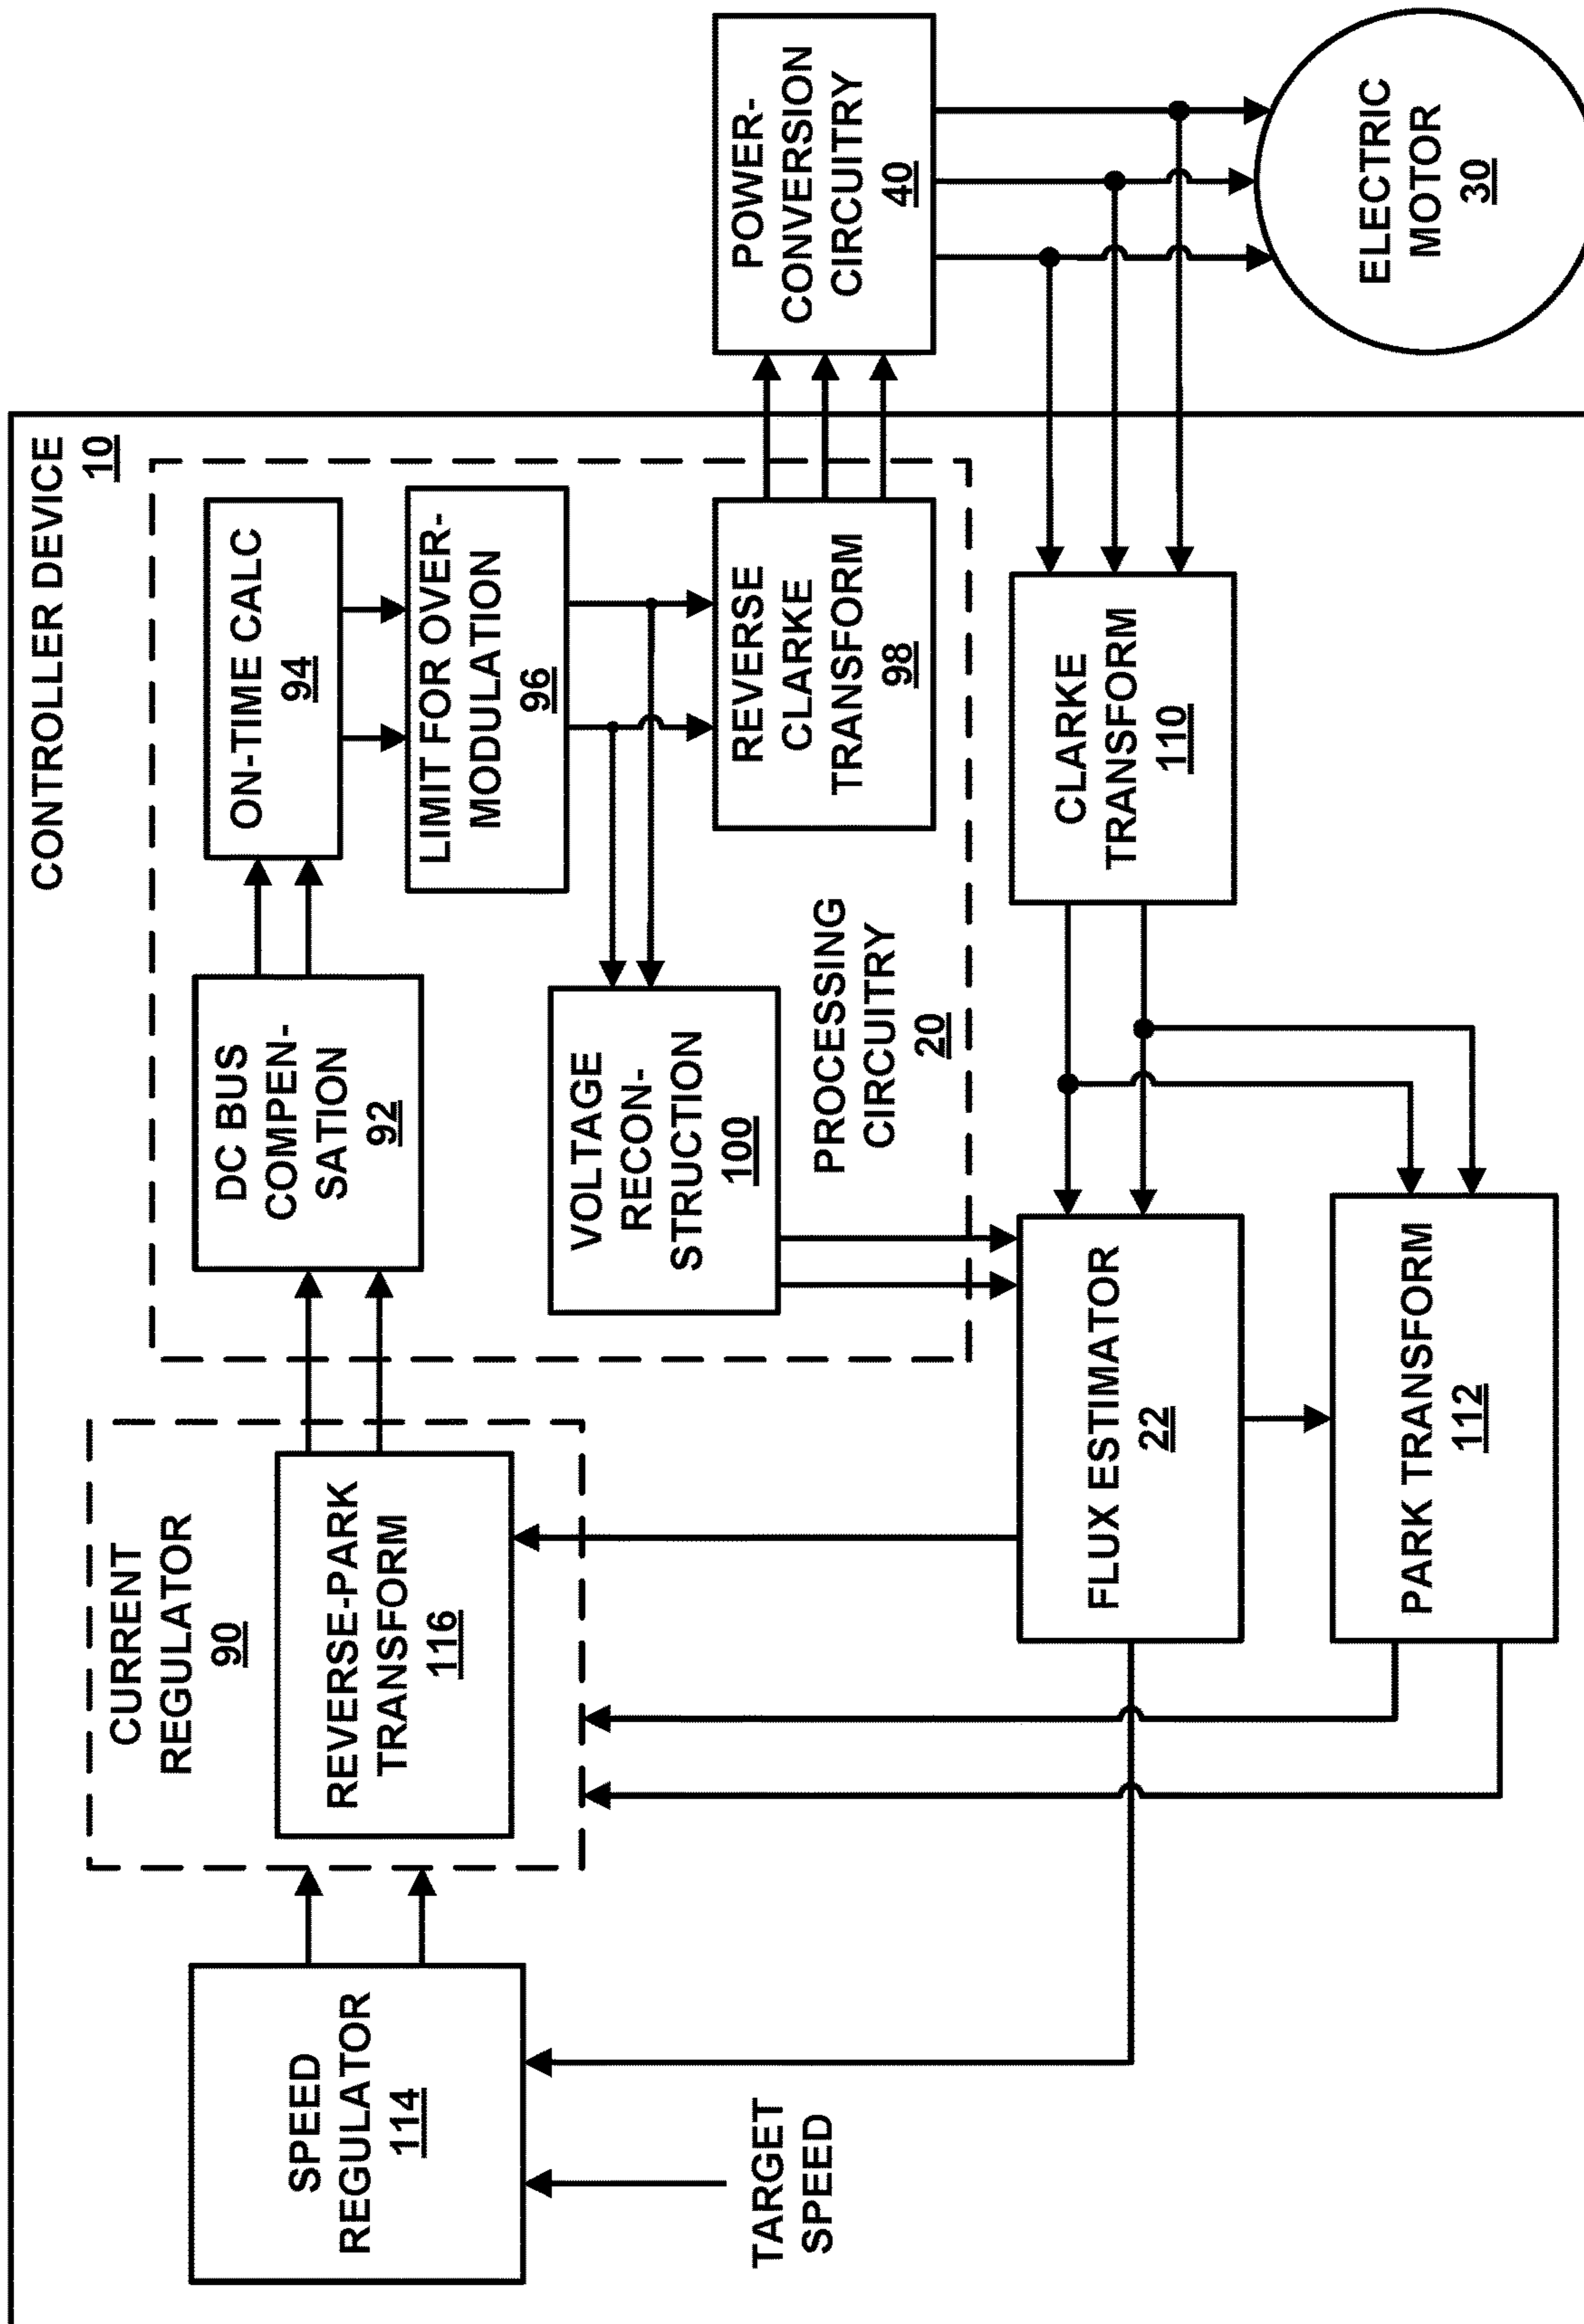 CONTROLLER DEVICE
10
SPEED
REGULATOR
114
TARGET
SPEED
CURRENT
REGULATOR
90
REVERSE-PARK
TRANSFORM
116
DC BUS
COMPEN-
SATION
92
ON-TIME CALC
94
LIMIT FOR OVER-
MODULATION
96
VOLTAGE
RECON-
STRUCTION
100
REVERSE
CLARKE
TRANSFORM
98
PROCESSING
CIRCUITRY
20
POWER-
CONVERSION
CIRCUITRY
40
FLUX ESTIMATOR
22
CLARKE
TRANSFORM
110
PARK TRANSFORM
112
ELECTRIC
MOTOR
30